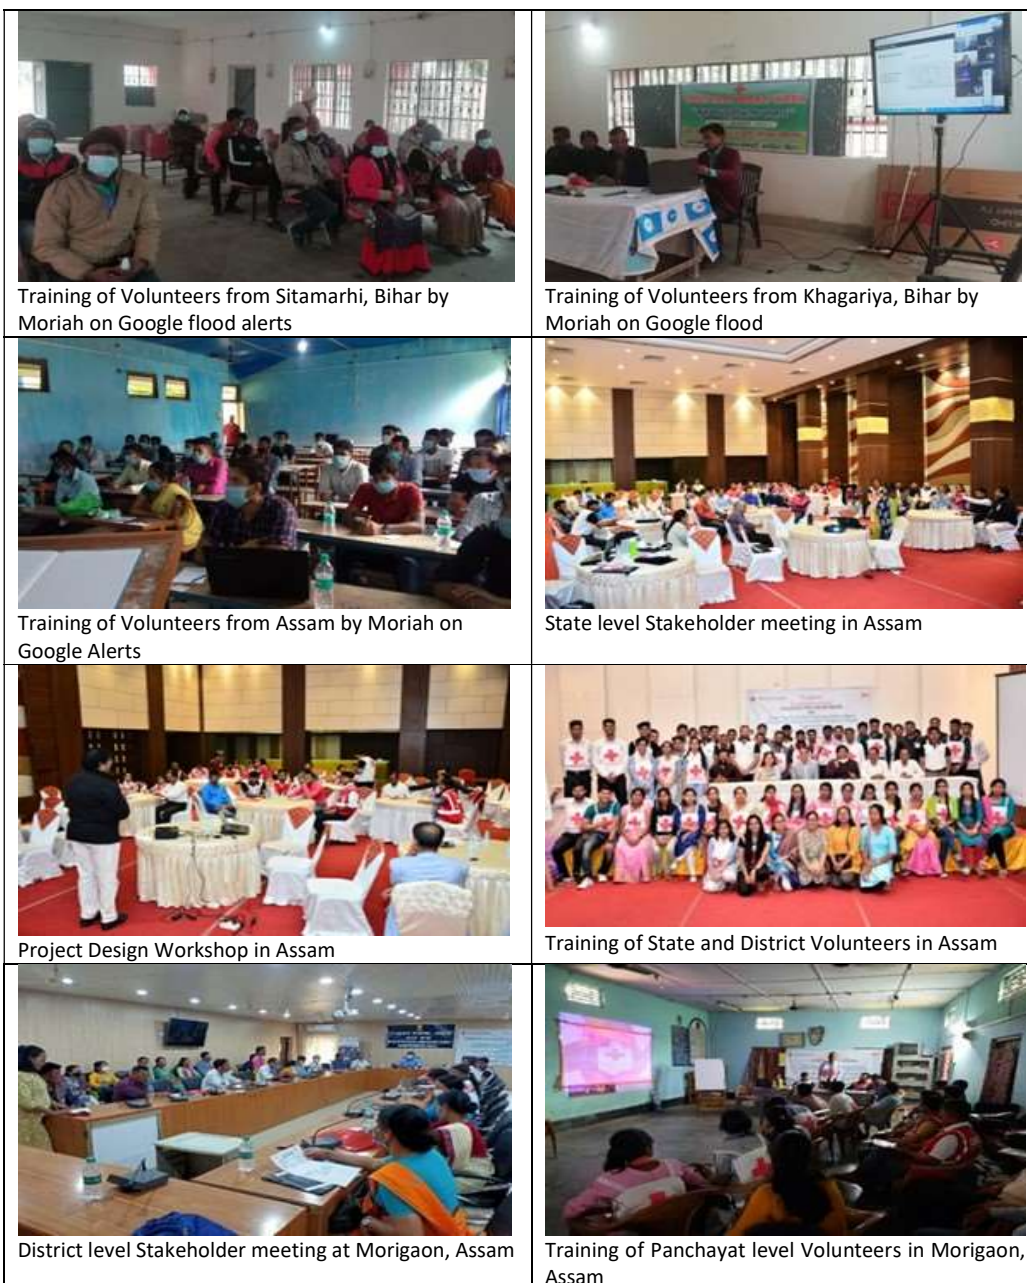 Training of Volunteers from Sitamarhi, Bihar by
Moriah on Google flood alerts
Training of Volunteers from Khagariya, Bihar by
Moriah on Google flood
Training of Volunteers from Assam by Moriah on
Google Alerts
State level Stakeholder meeting in Assam
Project Design Workshop in Assam
Training of State and District Volunteers in Assam
District level Stakeholder meeting at Morigaon, Assam
Training of Panchayat level Volunteers in Morigaon,
Assam